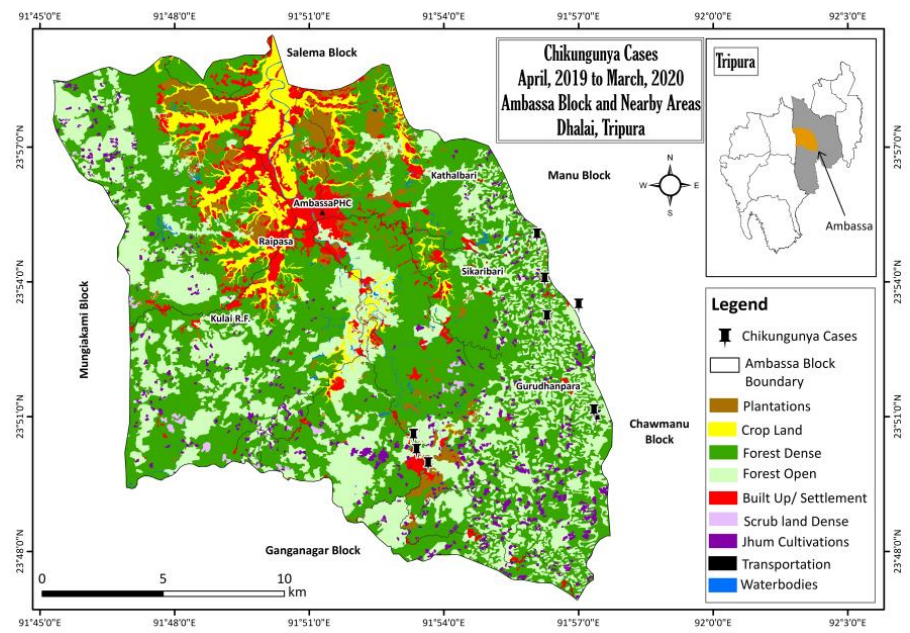 91°45'0"E 91°48'0"E 91°51'0"E 91°54'0"E 91°57'0"E 92°0'0"E 92°3'0"E
Salema Block
Chikungunya Cases
April, 2019 to March, 2020
Ambassa Block and Nearby Areas
Dhalai, Tripura
Tripura
Ambassa
23°57'0"N
23°57'0"N
Kathalbari
Manu Block
N
W E
S
AmbassaPHC
Raipasa
Sikaribari
23°54'0"N
23°54'0"N
Mungiakami Block
Kulai R.F.
Gurudhanpara
23°51'0"N
23°51'0"N
Chawmanu
Block
Ganganagar Block
23°48'0"N
23°48'0"N
Legend
Chikungunya Cases
Ambassa Block
Boundary
Plantations
Crop Land
Forest Dense
Forest Open
Built Up/ Settlement
Scrub land Dense
Jhum Cultivations
Transportation
Waterbodies
0 5 10
km
91°45'0"E 91°48'0"E 91°51'0"E 91°54'0"E 91°57'0"E 92°0'0"E 92°3'0"E